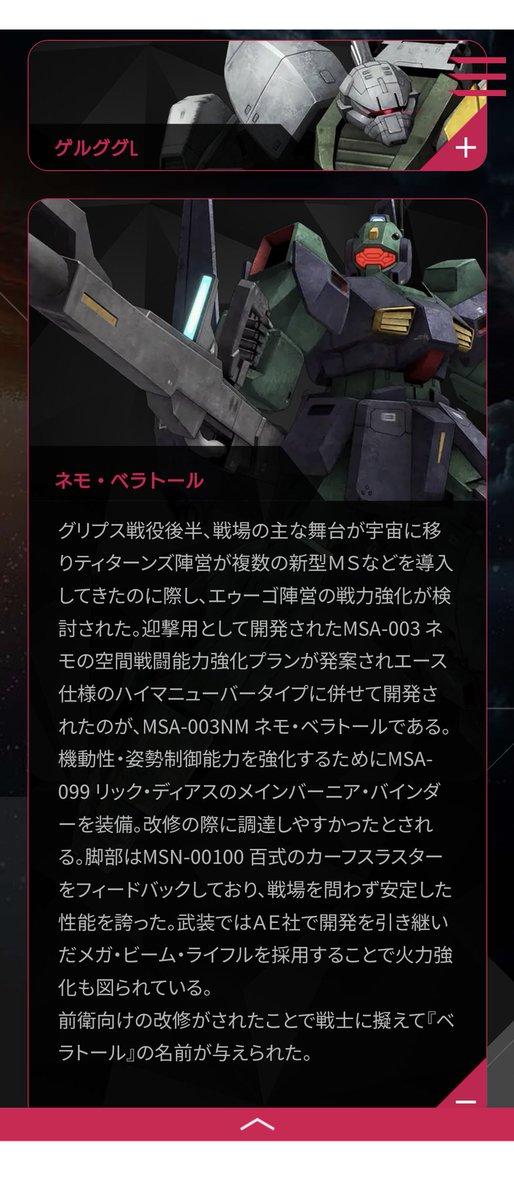 ゲルググL
ネモ・ベラトール
グリプス戦役後半、戦場の主な舞台が宇宙に移
りティターンズ陣営が複数の新型ＭＳなどを導入
してきたのに際し、エゥーゴ陣営の戦力強化が検
討された。迎撃用として開発されたMSA-003 ネ
モの空間戦闘能力強化プランが発案されエース
仕様のハイマニューバータイプに併せて開発さ
れたのが、MSA-003NM ネモ・ベラトールである。
機動性・姿勢制御能力を強化するためにMSA-
099 リック・ディアスのメインバーニア・バインダ
ーを装備。改修の際に調達しやすかったとされ
る。脚部はMSN-00100 百式のカーフスラスター
をフィードバックしており、戦場を問わず安定した
性能を誇った。武装ではＡＥ社で開発を引き継い
だメガ・ビーム・ライフルを採用することで火力強
化も図られている。
前衛向けの改修がされたことで戦士に擬えて『ベ
ラトール』の名前が与えられた。